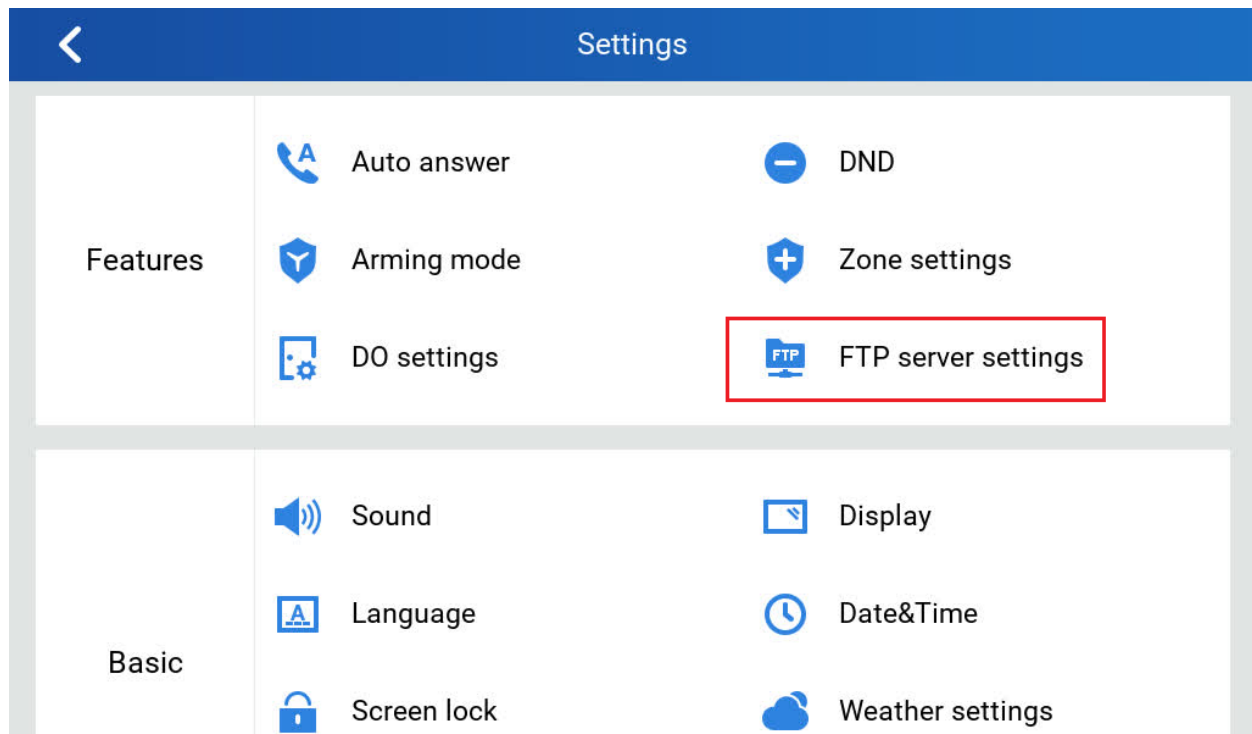 Settings
Features
A
Auto answer
DND
Arming mode
Zone settings
DO settings
FTP
FTP server settings
Basic
Sound
Display
A
Language
Date&Time
Screen lock
Weather settings